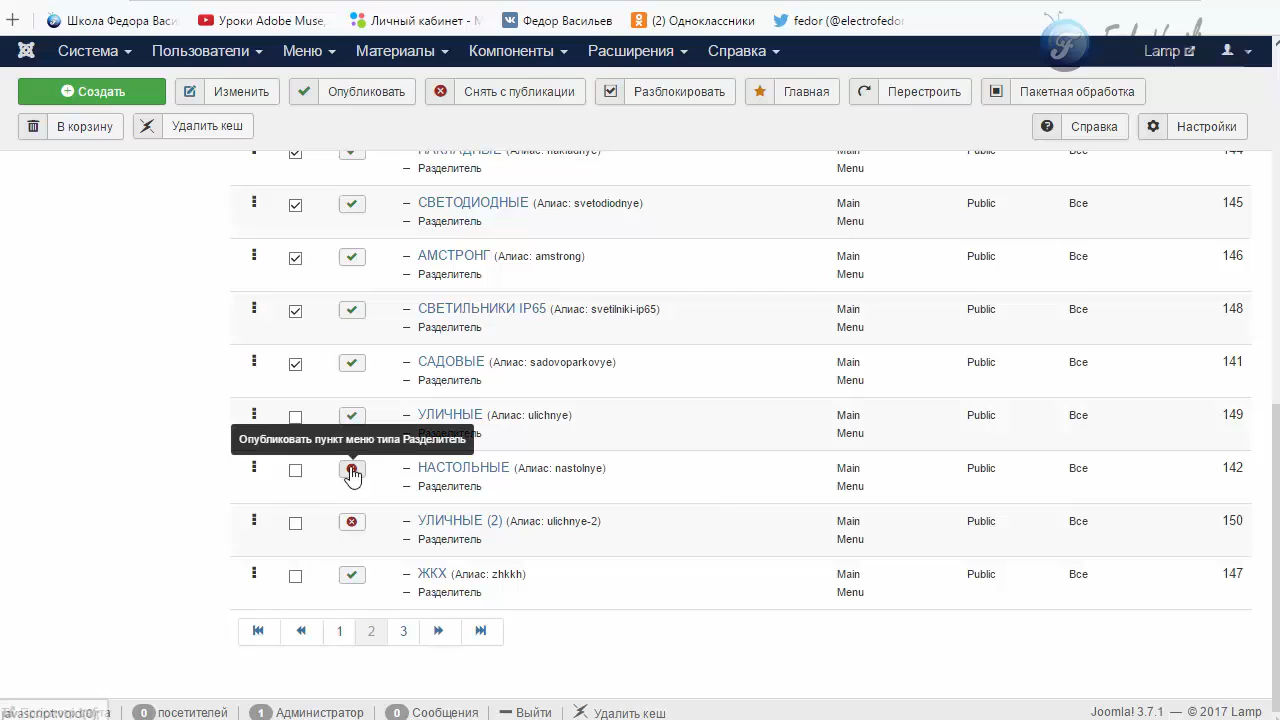 Школа Федора Васи
Уроки Adobe Muse,
Личный кабинет - М
Федор Васильев
(2) Одноклассники
fedor (@electrofedor
Система Пользователи Меню Материалы Компоненты Расширения Справка Lamp
Создать Изменить Опубликовать Снять с публикации Разблокировать Главная Перестроить Пакетная обработка
В корзину Удалить кеш Справка Настройки
НАКЛАДНЫЕ (Алиас: nakladnye) Main Public Все 144
– Разделитель Menu
– СВЕТОДИОДНЫЕ (Алиас: svetodiodnye) Main Public Все 145
– Разделитель Menu
– АМСТРОНГ (Алиас: amstrong) Main Public Все 146
– Разделитель Menu
– СВЕТИЛЬНИКИ IP65 (Алиас: svetilniki-ip65) Main Public Все 148
– Разделитель Menu
– САДОВЫЕ (Алиас: sadovoparkovye) Main Public Все 141
– Разделитель Menu
– УЛИЧНЫЕ (Алиас: ulichnye) Main Public Все 149
Menu
Опубликовать пункт меню типа Разделитель
– НАСТОЛЬНЫЕ (Алиас: nastolnye) Main Public Все 142
– Разделитель Menu
– УЛИЧНЫЕ (2) (Алиас: ulichnye-2) Main Public Все 150
– Разделитель Menu
– ЖКХ (Алиас: zhkkh) Main Public Все 147
– Разделитель Menu
1 2 3
0 посетителей 1 Администратор 0 Сообщения Выйти Удалить кеш Joomla! 3.7.1 — © 2017 Lamp